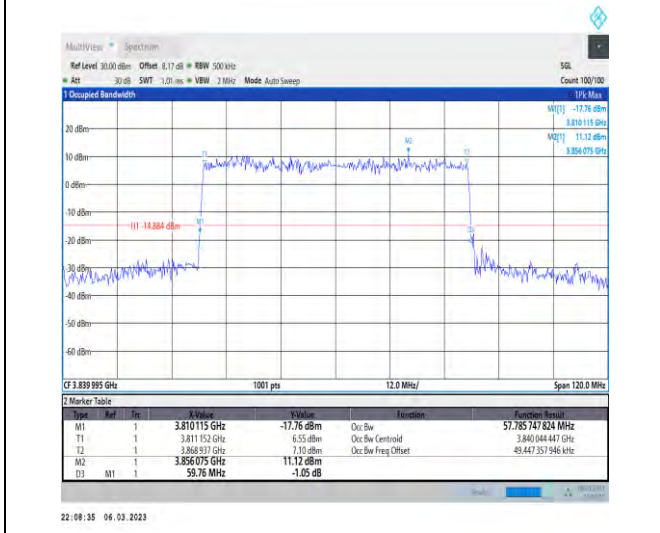 MultiView Spectrum
Ref Level 30.00 dBm Offset 8.17 dB RBW 500 kHz SGL
Att 30 dB SWT 1.01 ms VBW 2 MHz Mode Auto Sweep Count 100/100
1 Occupied Bandwidth 1Pk Max
M1[1] -17.76 dBm
3.810 115 GHz
M2[1] 11.12 dBm
3.856 075 GHz
20 dBm
M2
10 dBm
0 dBm
-10 dBm
M1
H1 -14.884 dBm
-20 dBm
-30 dBm
-40 dBm
-50 dBm
-60 dBm
CF 3.839 995 GHz 1001 pts 12.0 MHz/ Span 120.0 MHz
2 Marker Table
Type Ref Trc X-Value Y-Value Function Function Result
M1 1 3.810115 GHz -17.76 dBm Occ Bw 57.785 747 824 MHz
T1 1 3.811 152 GHz 6.55 dBm Occ Bw Centroid 3.840 044 447 GHz
T2 1 3.868 937 GHz 7.10 dBm Occ Bw Freq Offset 49.447 357 946 kHz
M2 1 3.856 075 GHz 11.12 dBm
D3 M1 1 59.76 MHz -1.05 dB
22:08:35 06.03.2023